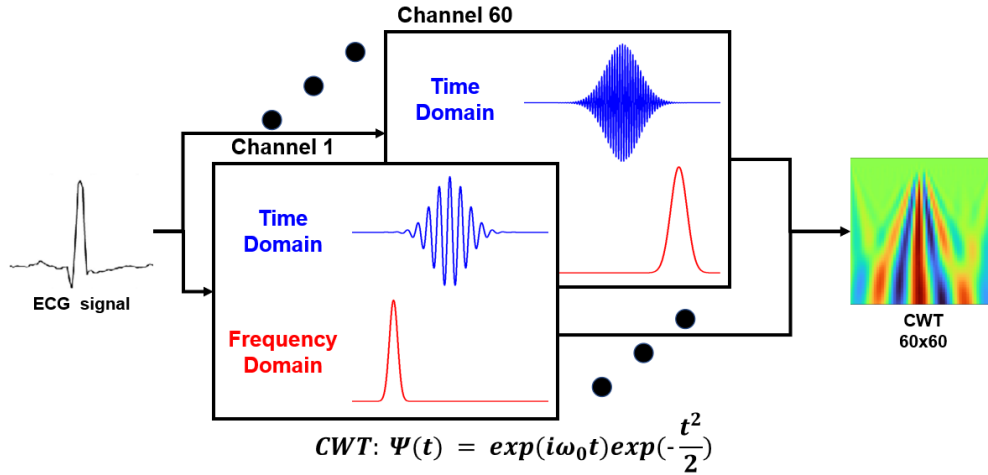 Channel 60
Time
Domain
Channel 1
Time
Domain
Frequency
Domain
ECG signal
CWT
60x60
CWT: Ψ(t) = exp(iω₀t)exp(-t²/2)